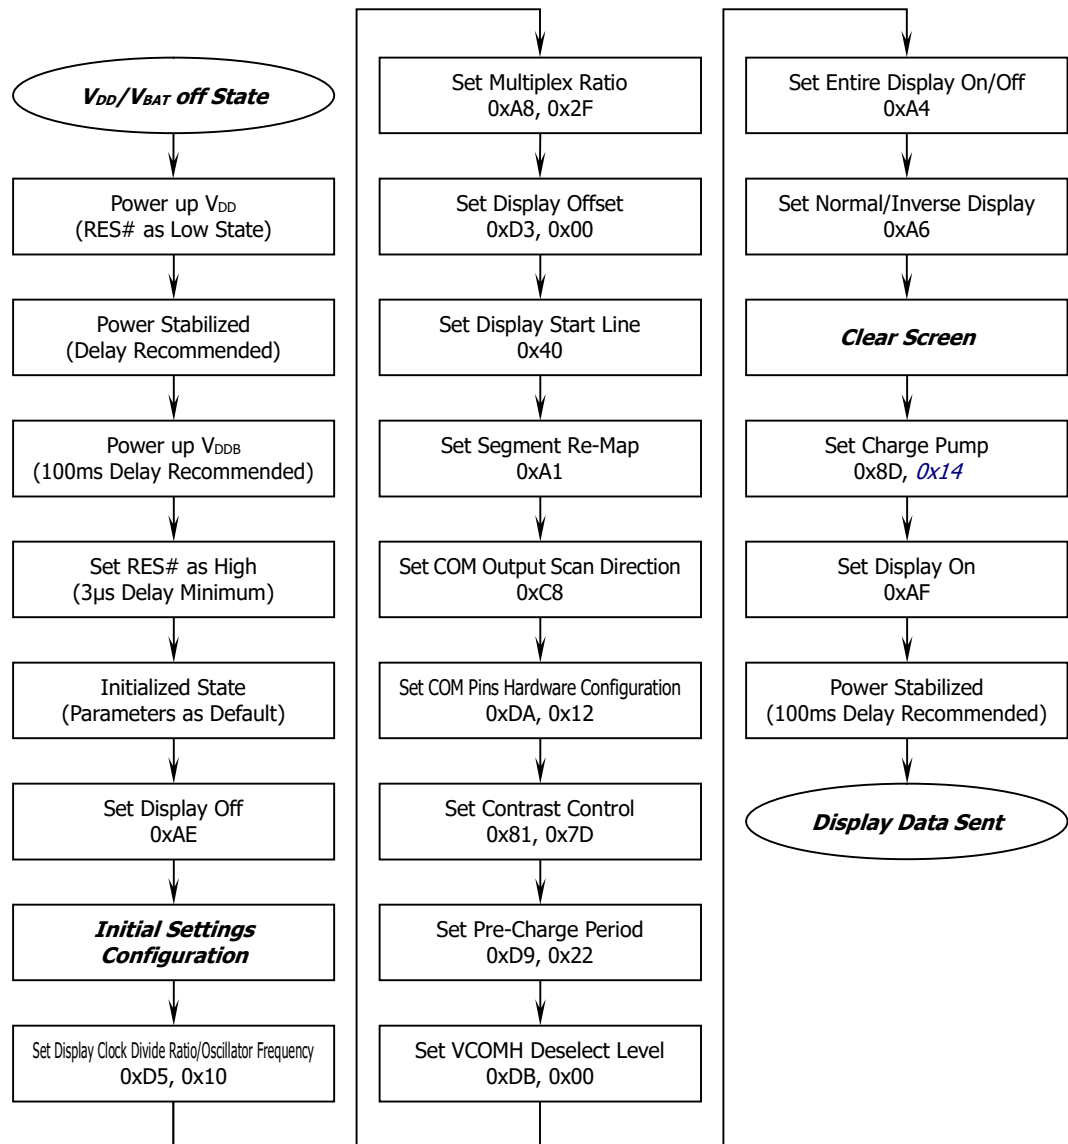 VDD/VBAT off State
Power up VDD
(RES# as Low State)
Power Stabilized
(Delay Recommended)
Power up VDDB
(100ms Delay Recommended)
Set RES# as High
(3μs Delay Minimum)
Initialized State
(Parameters as Default)
Set Display Off
0xAE
Initial Settings
Configuration
Set Display Clock Divide Ratio/Oscillator Frequency
0xD5, 0x10
Set Multiplex Ratio
0xA8, 0x2F
Set Display Offset
0xD3, 0x00
Set Display Start Line
0x40
Set Segment Re-Map
0xA1
Set COM Output Scan Direction
0xC8
Set COM Pins Hardware Configuration
0xDA, 0x12
Set Contrast Control
0x81, 0x7D
Set Pre-Charge Period
0xD9, 0x22
Set VCOMH Deselect Level
0xDB, 0x00
Set Entire Display On/Off
0xA4
Set Normal/Inverse Display
0xA6
Clear Screen
Set Charge Pump
0x8D, 0x14
Set Display On
0xAF
Power Stabilized
(100ms Delay Recommended)
Display Data Sent